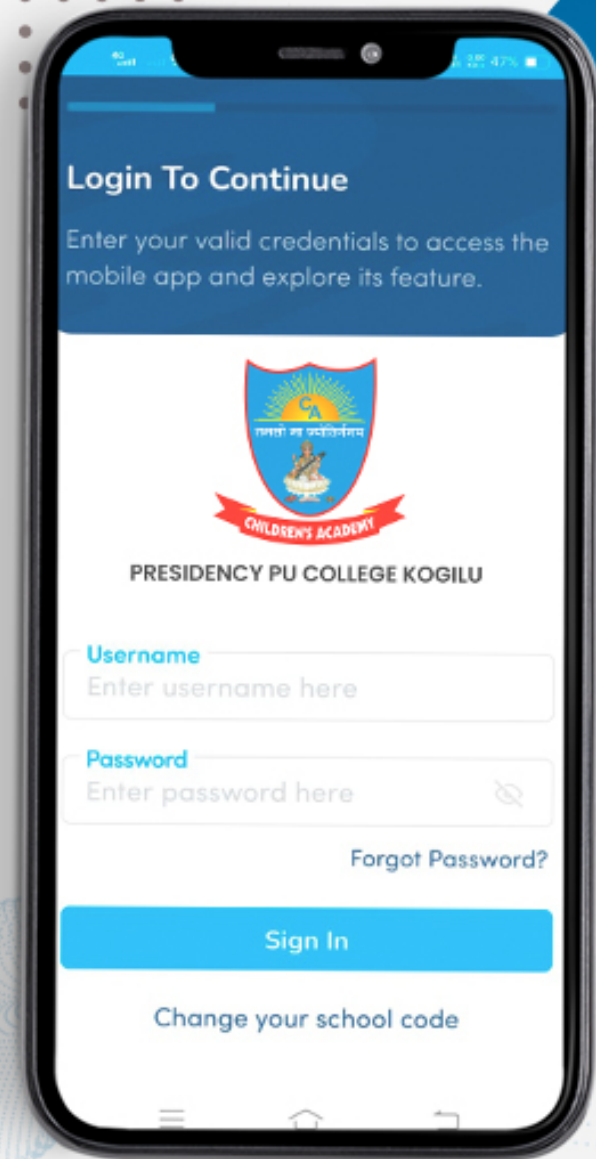 4G
47%
Login To Continue
Enter your valid credentials to access the
mobile app and explore its feature.
CA
CHILDREN'S ACADEMY
PRESIDENCY PU COLLEGE KOGILU
Username
Enter username here
Password
Enter password here
Forgot Password?
Sign In
Change your school code